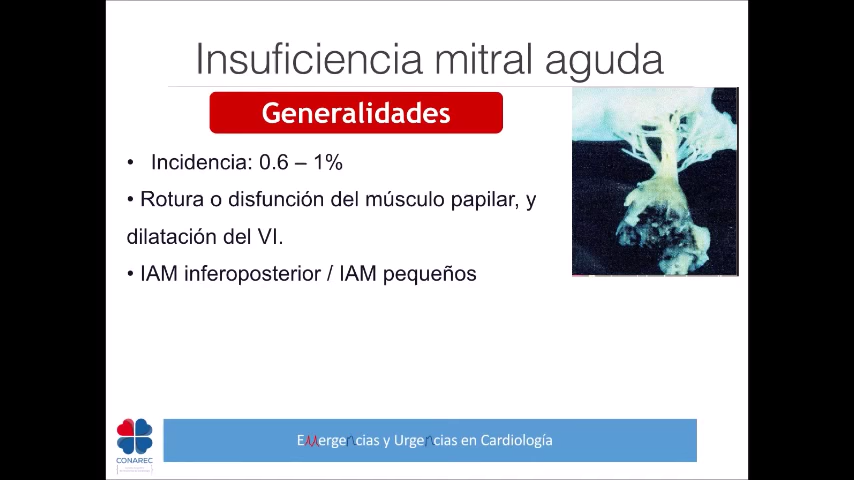 Insuficiencia mitral aguda
Generalidades
• Incidencia: 0.6 – 1%
• Rotura o disfunción del músculo papilar, y
dilatación del VI.
• IAM inferoposterior / IAM pequeños
Emergencias y Urgencias en Cardiología
CONAREC